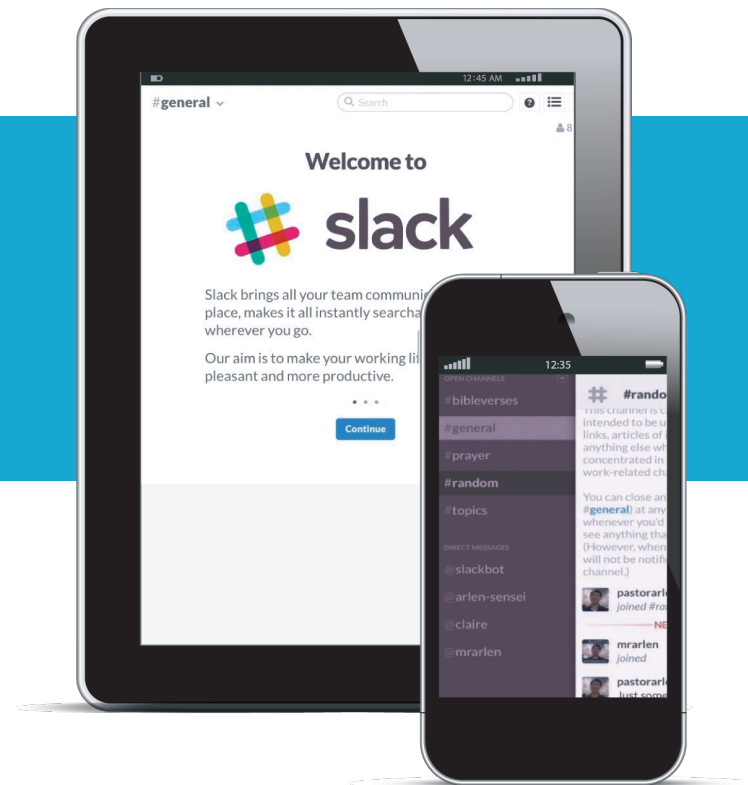 12:45 AM
#general
Search
?
8
Welcome to
slack
Slack brings all your team communi
place, makes it all instantly searcha
wherever you go.
Our aim is to make your working lif
pleasant and more productive.
Continue
12:35
OPEN CHANNELS
#bibleverses
#general
#prayer
#random
#topics
DIRECT MESSAGES
@slackbot
@arlen-sensei
@claire
@mrarlen
#rando
This channel is c
intended to be u
links, articles of i
anything else wh
concentrated in
work-related cha
You can close an
#general) at any
whenever you'd
see anything tha
(However, when
will not be notifi
channel.)
pastorarl
joined #ra
NE
mrarlen
joined
pastorarl
Just some